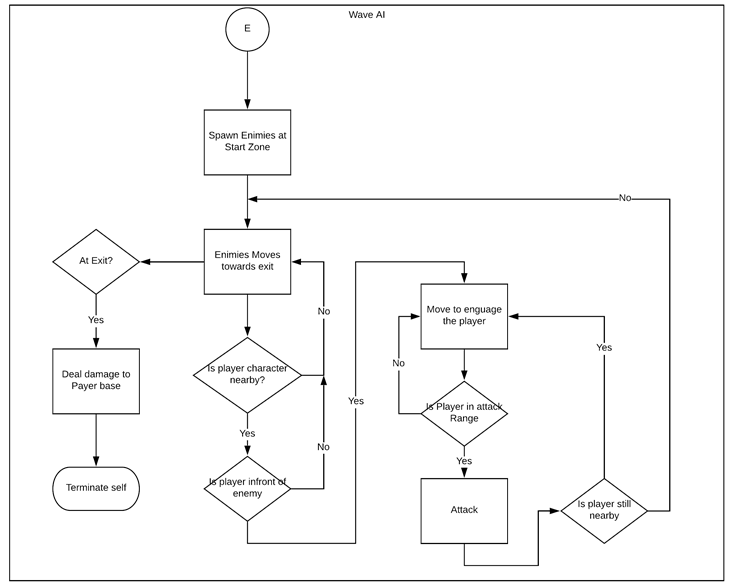 Wave AI
E
Spawn Enimies at
Start Zone
No
At Exit?
Enimies Moves
towards exit
No
Move to enguage
the player
Yes
Yes
No
Deal damage to
Payer base
Is player character
nearby?
Yes
Is Player in attack
Range
Yes
No
Yes
Terminate self
Is player infront of
enemy
Attack
Is player still
nearby